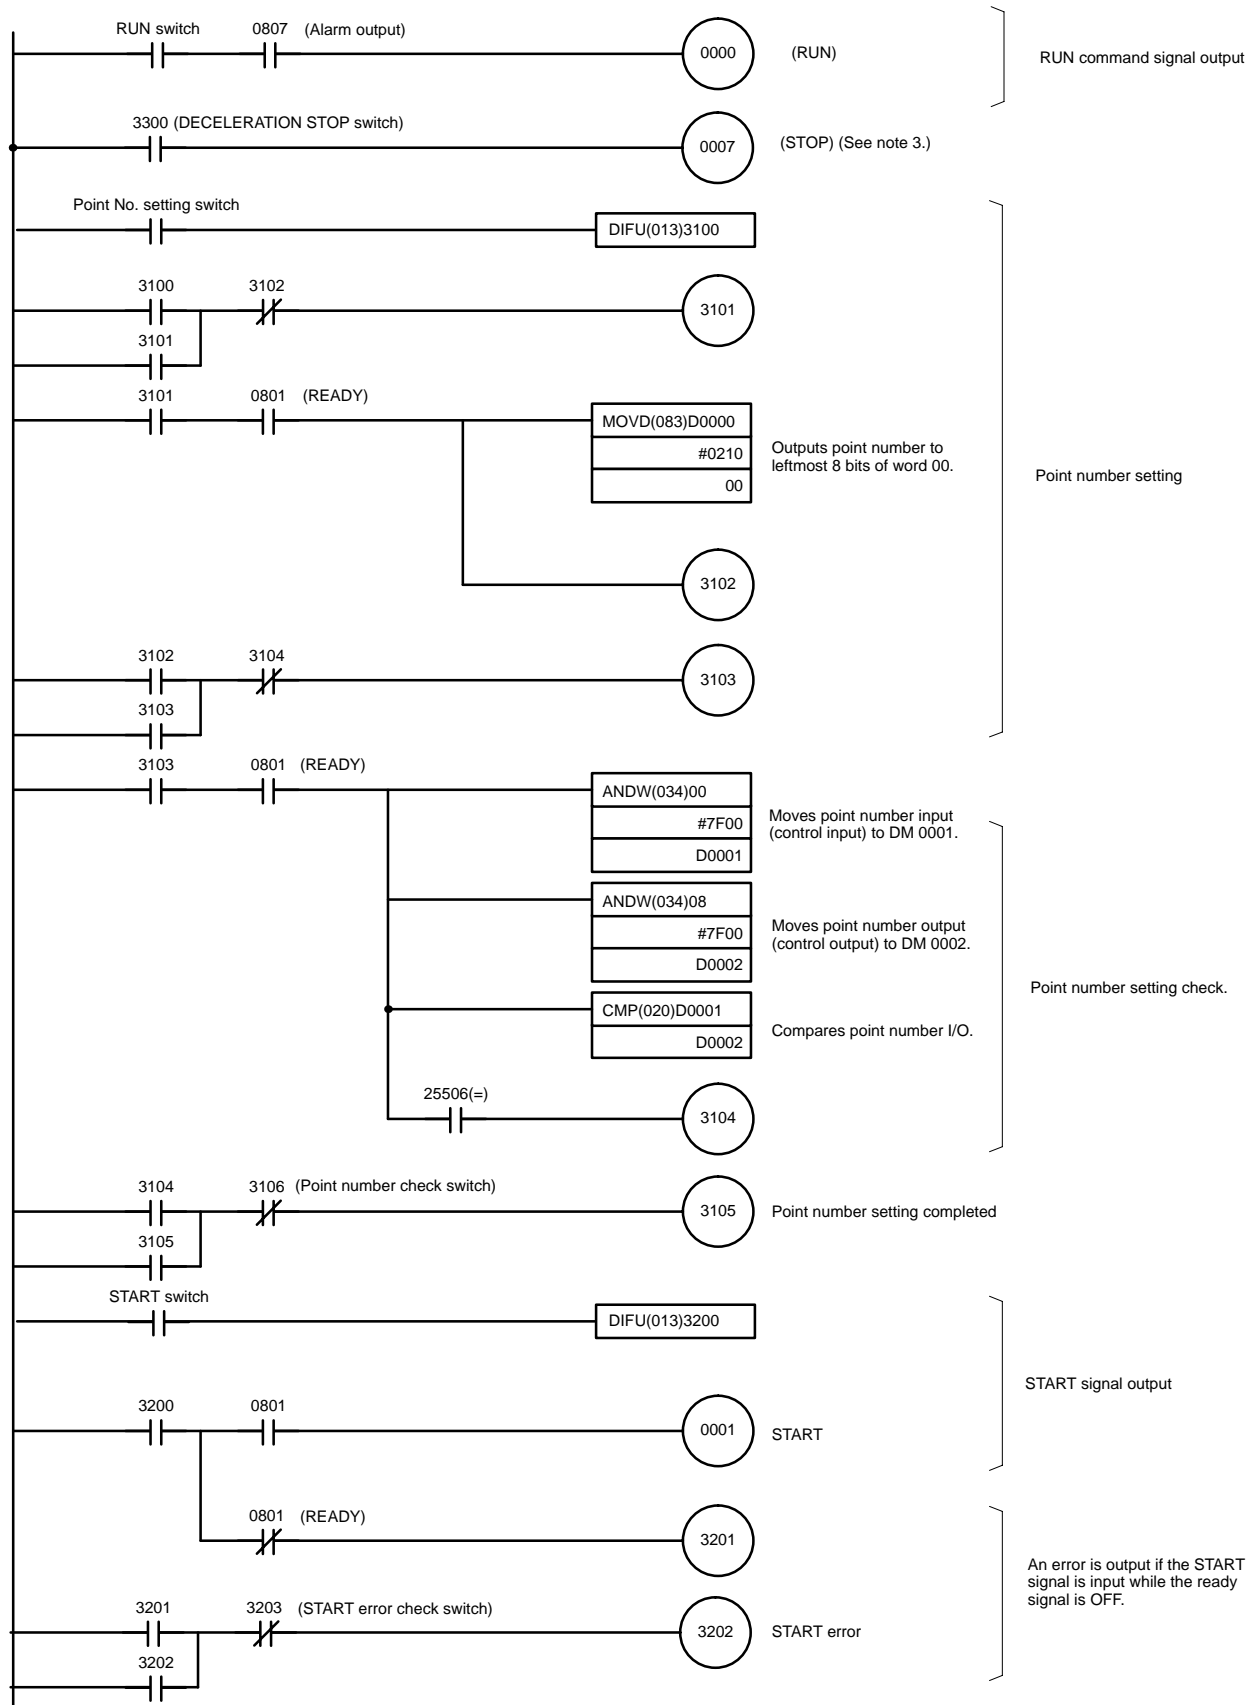 RUN switch 0807 (Alarm output)
0000 (RUN)
RUN command signal output
3300 (DECELERATION STOP switch)
0007 (STOP) (See note 3.)
Point No. setting switch
DIFU(013)3100
3100 3102
3101
3101
3101 0801 (READY)
MOVD(083)D0000
#0210
00
Outputs point number to
leftmost 8 bits of word 00.
Point number setting
3102
3102 3104
3103
3103
3103 0801 (READY)
ANDW(034)00
#7F00
D0001
Moves point number input
(control input) to DM 0001.
ANDW(034)08
#7F00
D0002
Moves point number output
(control output) to DM 0002.
Point number setting check.
CMP(020)D0001
D0002
Compares point number I/O.
25506(=)
3104
3104 3106 (Point number check switch)
3105 Point number setting completed
3105
START switch
DIFU(013)3200
START signal output
3200 0801
0001 START
0801 (READY)
3201
An error is output if the START
signal is input while the ready
signal is OFF.
3201 3203 (START error check switch)
3202 START error
3202